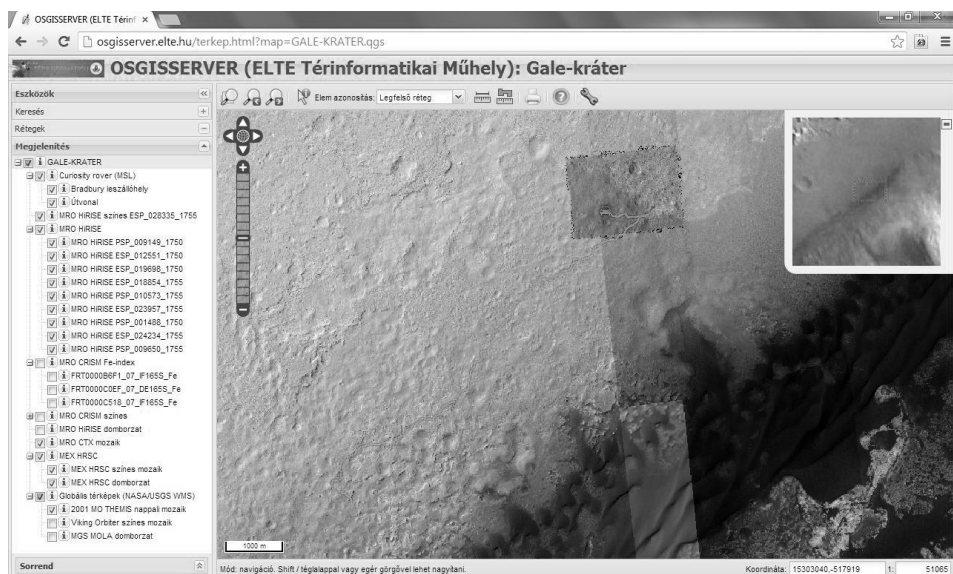 OSGISSERVER (ELTE Térinf
osgisserver.elte.hu/terkep.html?map=GALE-KRATER.qgs
OSGISSERVER (ELTE Térinformatikai Műhely): Gale-kráter
Eszközök
Keresés
Rétegek
Megjelenítés
GALE-KRATER
Curiosity rover (MSL)
Bradbury leszállóhely
Útvonal
MRO HiRISE színes ESP_028335_1755
MRO HiRISE
MRO HiRISE PSP_009149_1750
MRO HiRISE ESP_012551_1750
MRO HiRISE ESP_019698_1750
MRO HiRISE ESP_018854_1755
MRO HiRISE PSP_010573_1755
MRO HiRISE ESP_023957_1755
MRO HiRISE PSP_001488_1750
MRO HiRISE ESP_024234_1755
MRO HiRISE PSP_009650_1755
MRO CRISM Fe-index
FRT0000B6F1_07_IF165S_Fe
FRT0000C0EF_07_DE165S_Fe
FRT0000C518_07_IF165S_Fe
MRO CRISM színes
MRO HiRISE domborzat
MRO CTX mozaik
MEX HRSC
MEX HRSC színes mozaik
MEX HRSC domborzat
Globális térképek (NASA/USGS WMS)
2001 MO THEMIS nappali mozaik
Viking Orbiter színes mozaik
MGS MOLA domborzat
Sorrend
Elem azonosítás: Legfelső réteg
1000 m
Mód: navigáció. Shift / téglalappal vagy egér görgővel lehet nagyítani.
Koordináta: 15303040,-517919 1: 51065